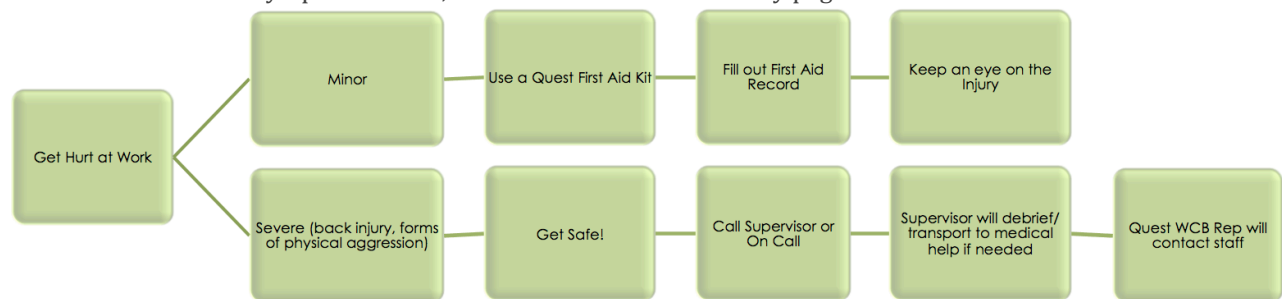 Minor
Use a Quest First Aid Kit
Fill out First Aid
Record
Keep an eye on the
Injury
Get Hurt at Work
Severe (back injury, forms
of physical aggression)
Get Safe!
Call Supervisor or
On Call
Supervisor will debrief/
transport to medical
help if needed
Quest WCB Rep will
contact staff